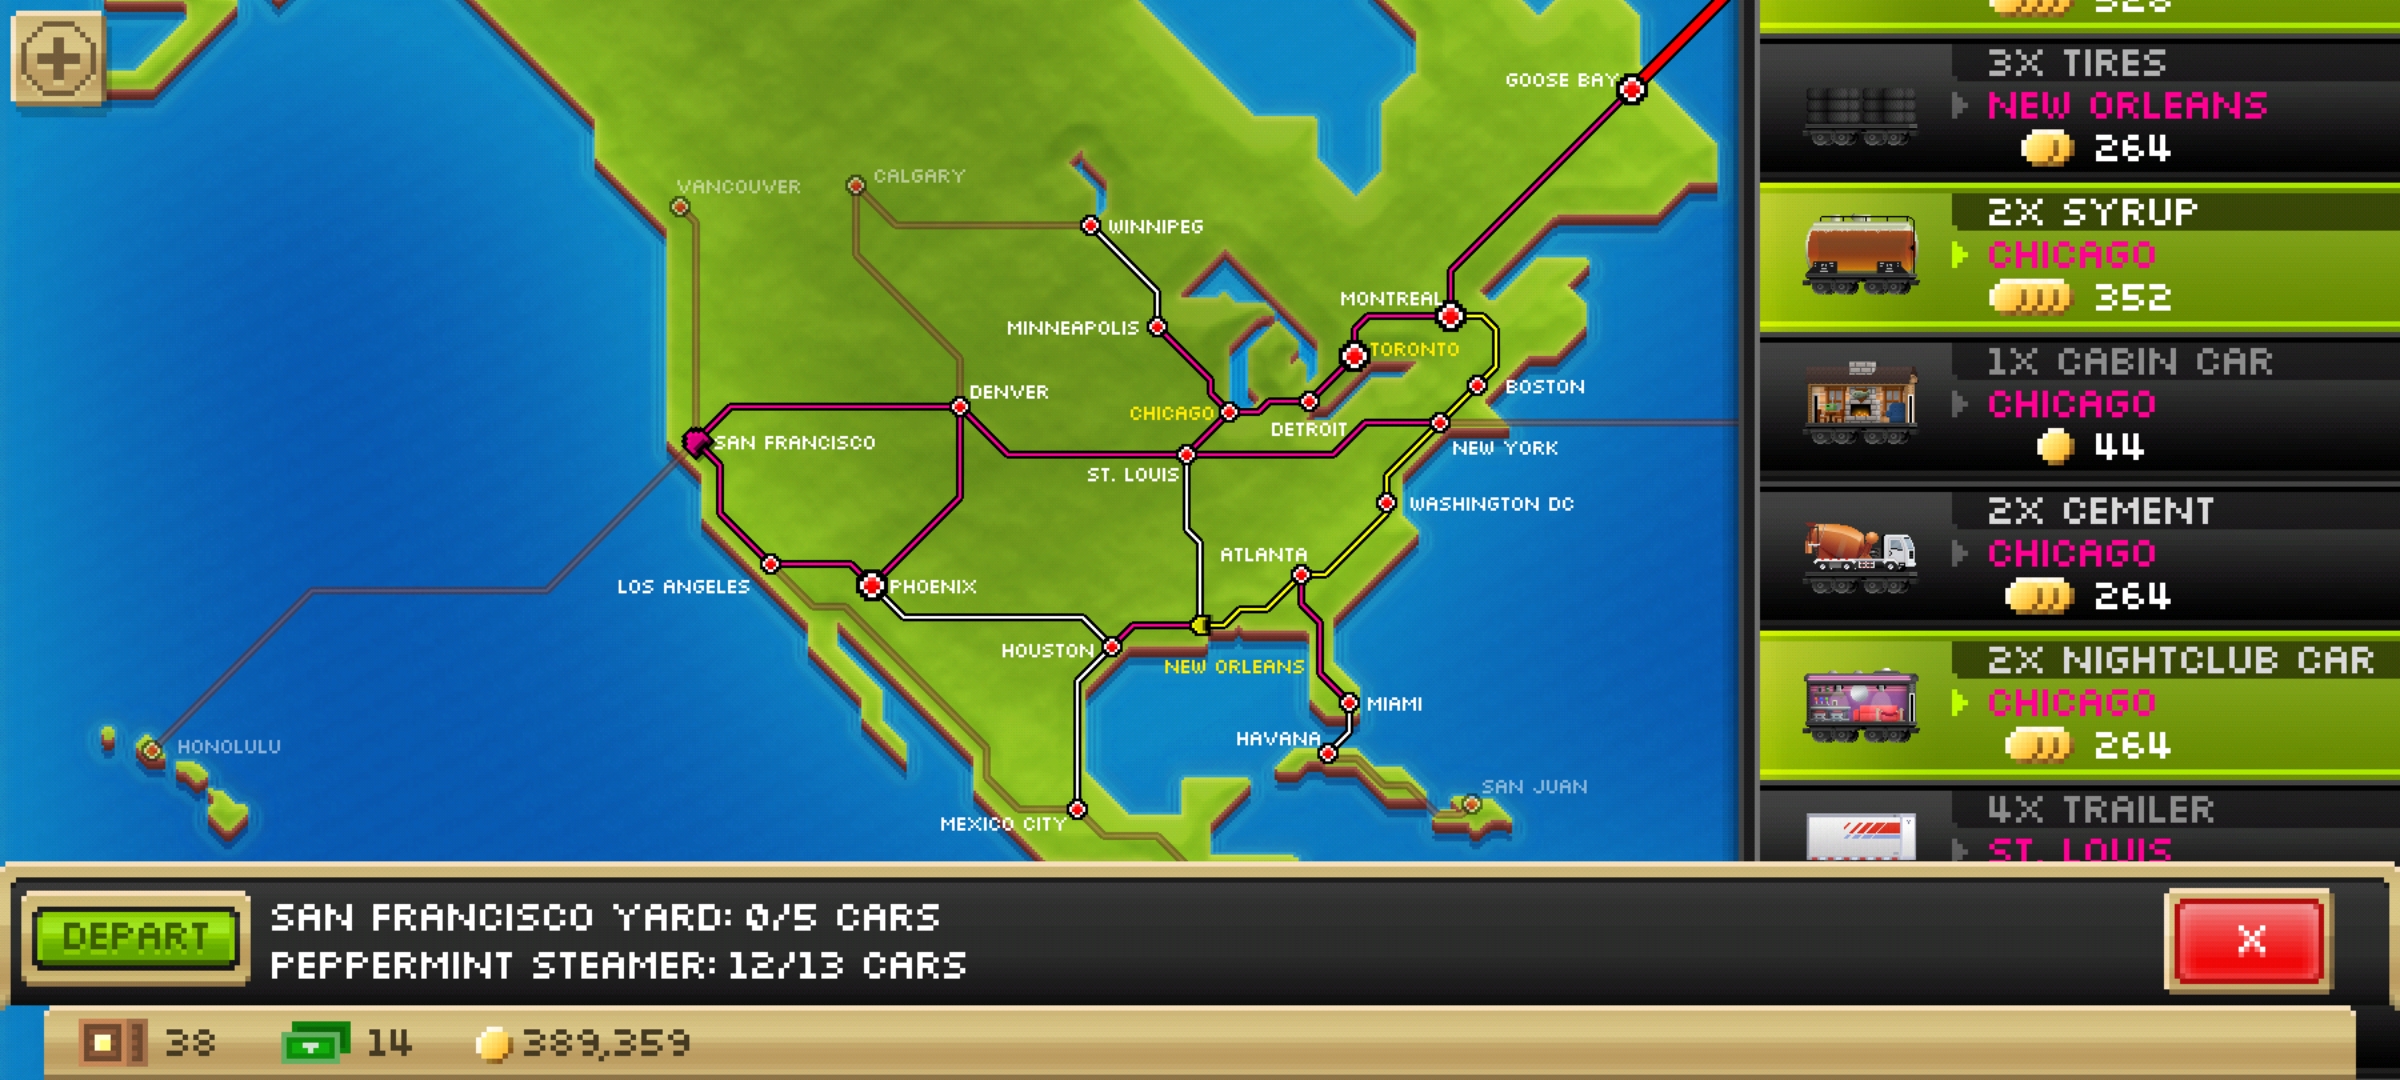 328
3X TIRES
NEW ORLEANS
264
2X SYRUP
CHICAGO
352
1X CABIN CAR
CHICAGO
44
2X CEMENT
CHICAGO
264
2X NIGHTCLUB CAR
CHICAGO
264
4X TRAILER
ST. LOUIS
GOOSE BAY
VANCOUVER
CALGARY
WINNIPEG
MONTREAL
MINNEAPOLIS
TORONTO
DENVER
BOSTON
CHICAGO
DETROIT
SAN FRANCISCO
NEW YORK
ST. LOUIS
WASHINGTON DC
ATLANTA
LOS ANGELES
PHOENIX
HOUSTON
NEW ORLEANS
MIAMI
HAVANA
HONOLULU
SAN JUAN
MEXICO CITY
DEPART
SAN FRANCISCO YARD: 0/5 CARS
PEPPERMINT STEAMER: 12/13 CARS
X
38
14
389,359